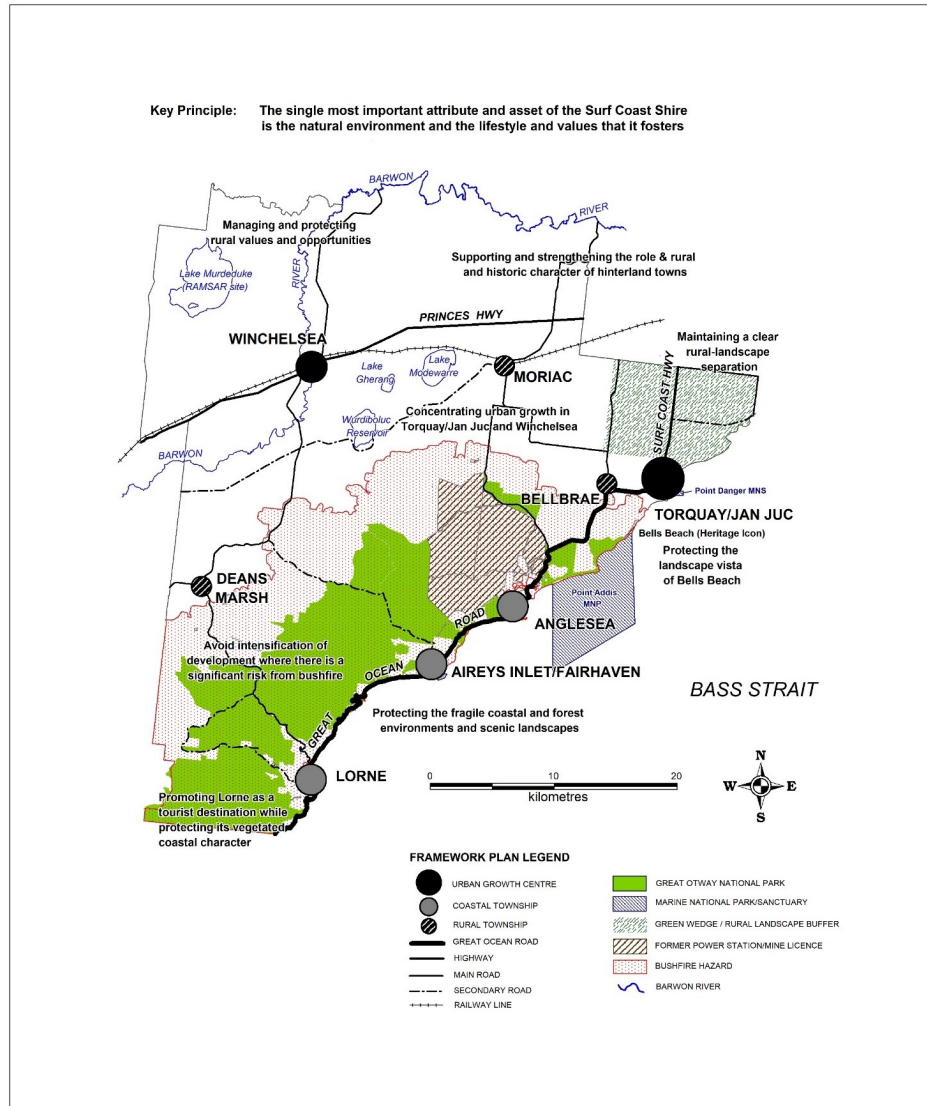 Key Principle: The single most important attribute and asset of the Surf Coast Shire
is the natural environment and the lifestyle and values that it fosters
BARWON
RIVER
Managing and protecting
rural values and opportunities
Supporting and strengthening the role & rural
and historic character of hinterland towns
Lake Murdeduke
(RAMSAR site)
RIVER
PRINCES HWY
WINCHELSEA
Maintaining a clear
rural-landscape
separation
Lake
Gherang
Lake
Modewarre
MORIAC
SURF COAST HWY
Concentrating urban growth in
Torquay/Jan Juc and Winchelsea
Wurdiboluc
Reservoir
BARWON
BELLBRAE
Point Danger MNS
TORQUAY/JAN JUC
Bells Beach (Heritage Icon)
Protecting the
landscape vista
of Bells Beach
DEANS
MARSH
Point Addis
MNP
ANGLESEA
ROAD
Avoid intensification of
development where there is a
significant risk from bushfire
OCEAN
AIREYS INLET/FAIRHAVEN
BASS STRAIT
Protecting the fragile coastal and forest
environments and scenic landscapes
GREAT
LORNE
Promoting Lorne as a
tourist destination while
protecting its vegetated
coastal character
0 10 20
kilometres
N
W E
S
FRAMEWORK PLAN LEGEND
URBAN GROWTH CENTRE
COASTAL TOWNSHIP
RURAL TOWNSHIP
GREAT OCEAN ROAD
HIGHWAY
MAIN ROAD
SECONDARY ROAD
RAILWAY LINE
GREAT OTWAY NATIONAL PARK
MARINE NATIONAL PARK/SANCTUARY
GREEN WEDGE / RURAL LANDSCAPE BUFFER
FORMER POWER STATION/MINE LICENCE
BUSHFIRE HAZARD
BARWON RIVER